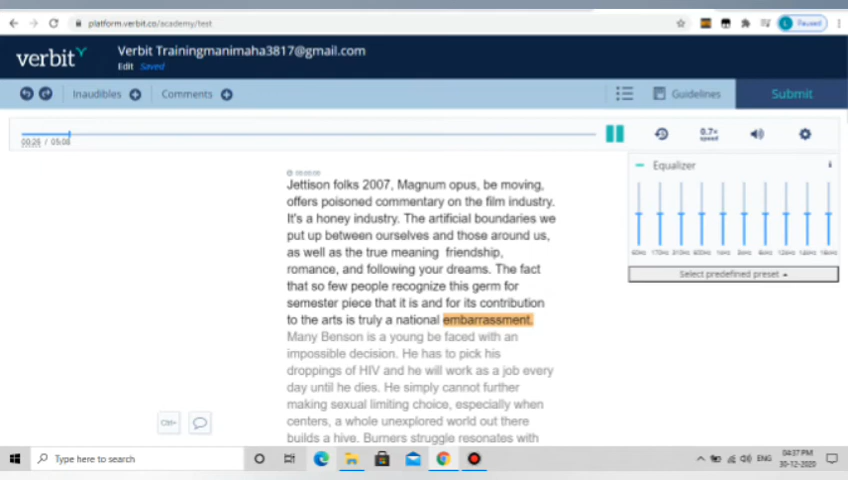 platform.verbit.co/academy/test
Paused
verbit
Verbit Trainingmanimaha3817@gmail.com
Edit Saved
Inaudibles
Comments
Guidelines
Submit
00:26 / 05:06
0.7×
speed
Jettison folks 2007, Magnum opus, be moving,
offers poisoned commentary on the film industry.
It's a honey industry. The artificial boundaries we
put up between ourselves and those around us,
as well as the true meaning friendship,
romance, and following your dreams. The fact
that so few people recognize this germ for
semester piece that it is and for its contribution
to the arts is truly a national embarrassment.
Many Benson is a young be faced with an
impossible decision. He has to pick his
droppings of HIV and he will work as a job every
day until he dies. He simply cannot further
making sexual limiting choice, especially when
centers, a whole unexplored world out there
builds a hive. Burners struggle resonates with
Equalizer
Select predefined preset
Ctrl+
Type here to search
ENG
04:37 PM
30-12-2020